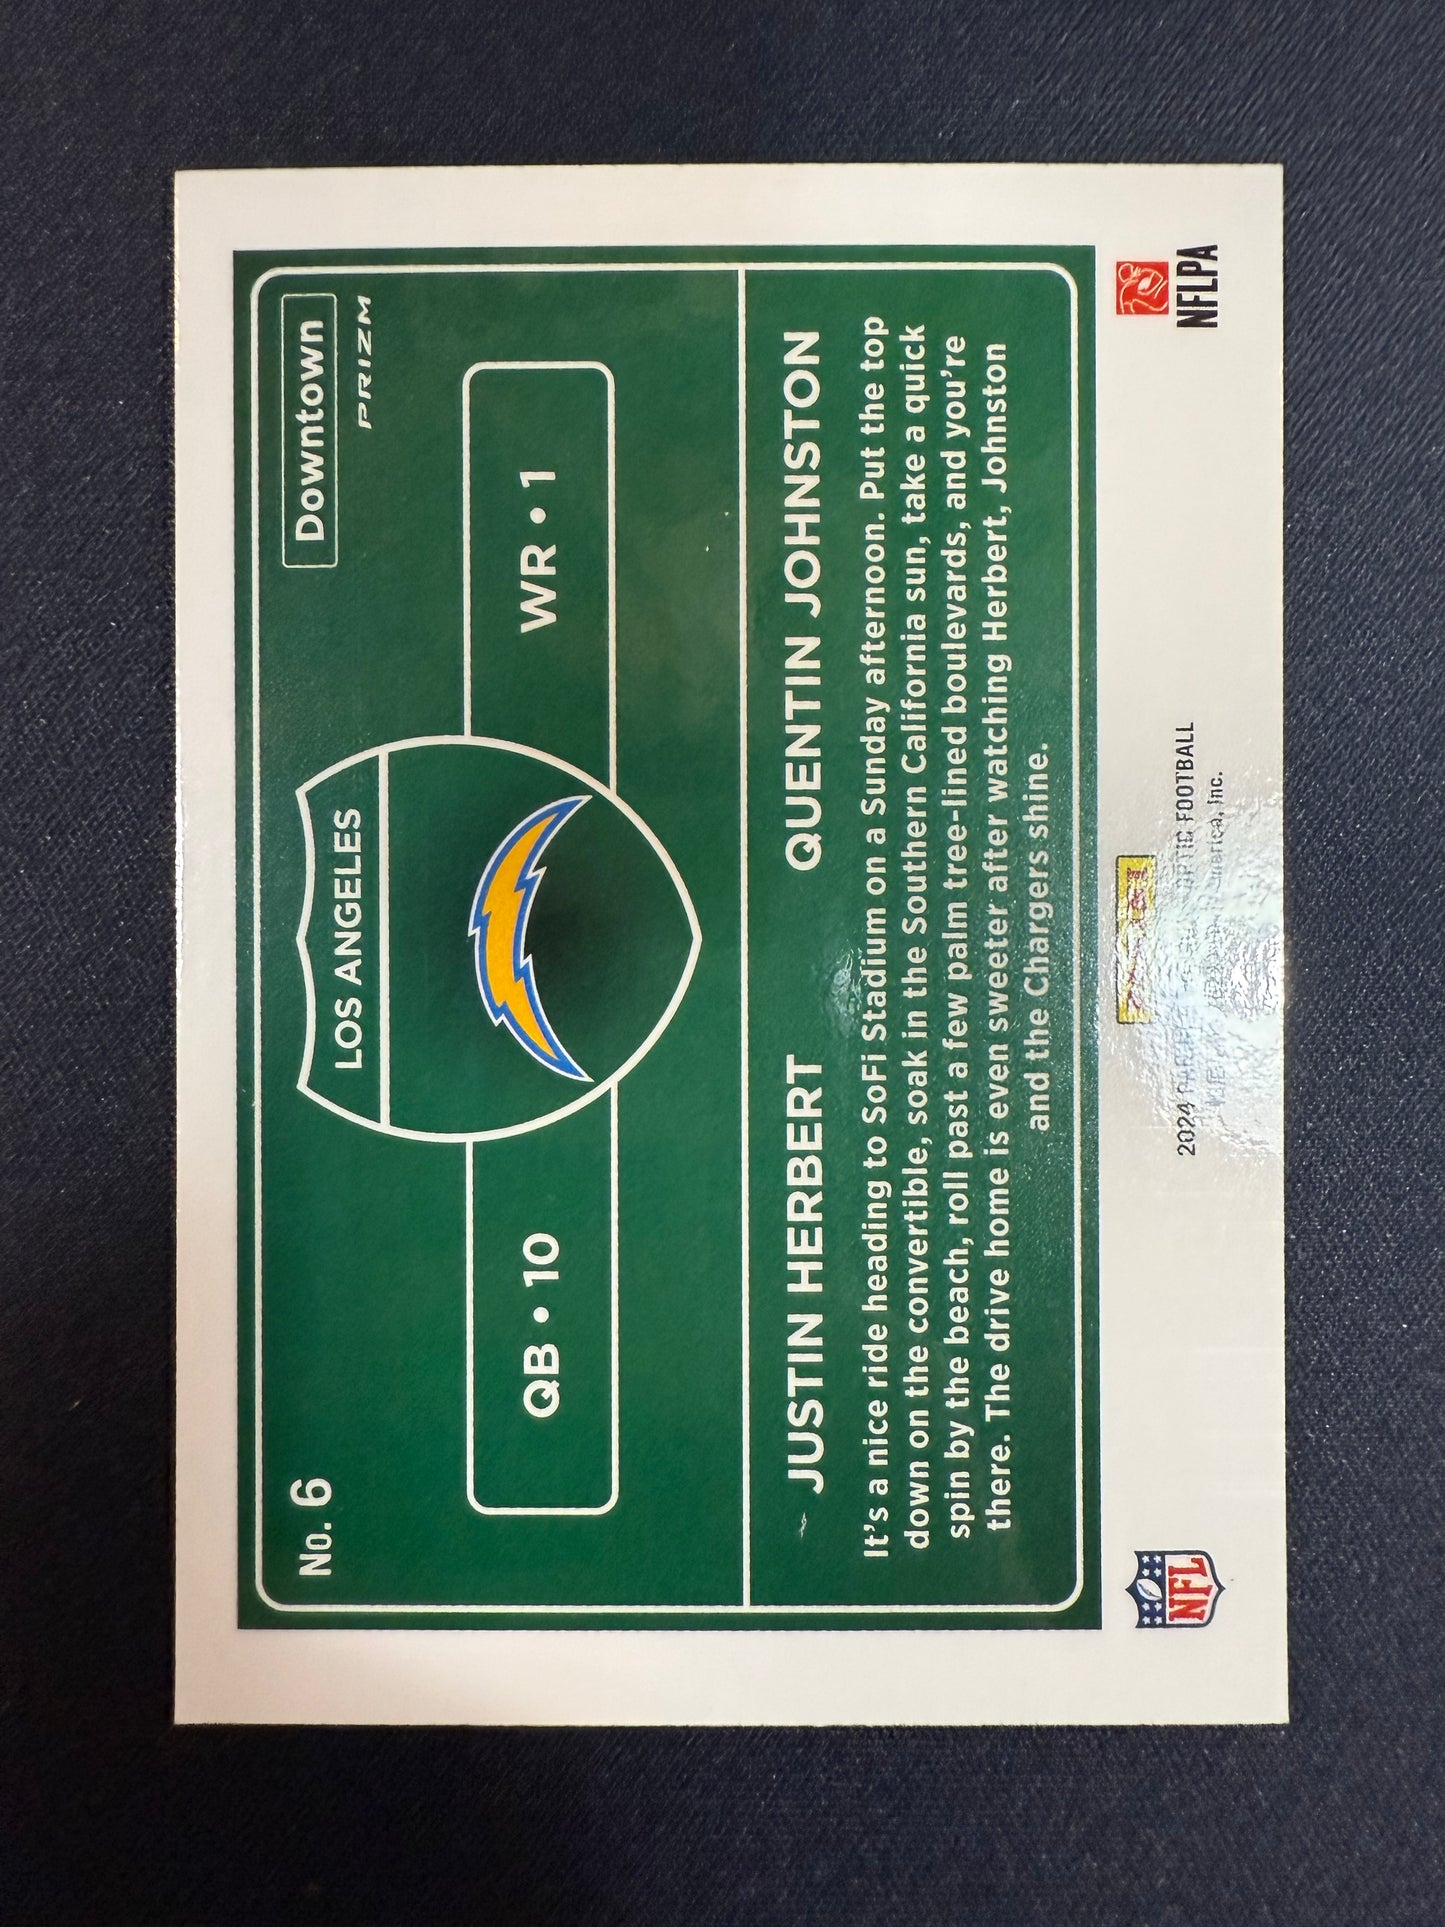 No. 6
Downtown
PRIZM
LOS ANGELES
QB • 10
WR • 1
JUSTIN HERBERT
QUENTIN JOHNSTON
It's a nice ride heading to SoFi Stadium on a Sunday afternoon. Put the top
down on the convertible, soak in the Southern California sun, take a quick
spin by the beach, roll past a few palm tree-lined boulevards, and you're
there. The drive home is even sweeter after watching Herbert, Johnston
and the Chargers shine.
NFL
NFLPA
2024 OPTIC FOOTBALL
America, Inc.